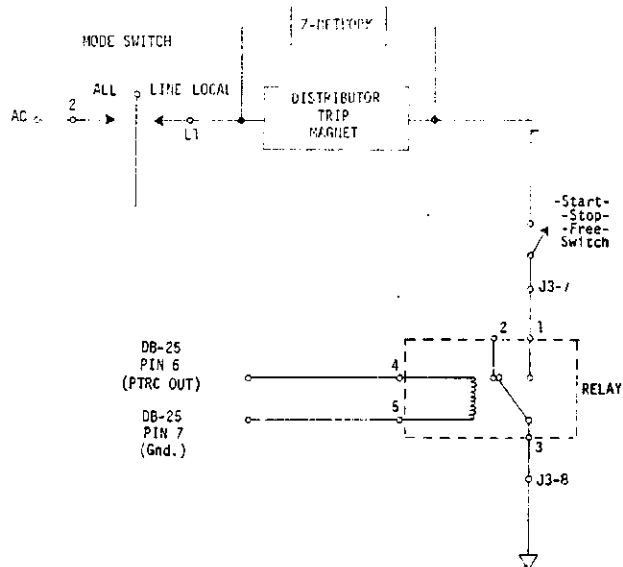 Z-NETWORK
MODE SWITCH
ALL
LINE LOCAL
DISTRIBUTOR
TRIP
MAGNET
AC
2
L1
-Start-
-Stop-
-Free-
Switch
J3-7
2
1
DB-25
PIN 6
(PTRC OUT)
4
RELAY
DB-25
PIN 7
(Gnd.)
5
3
J3-8